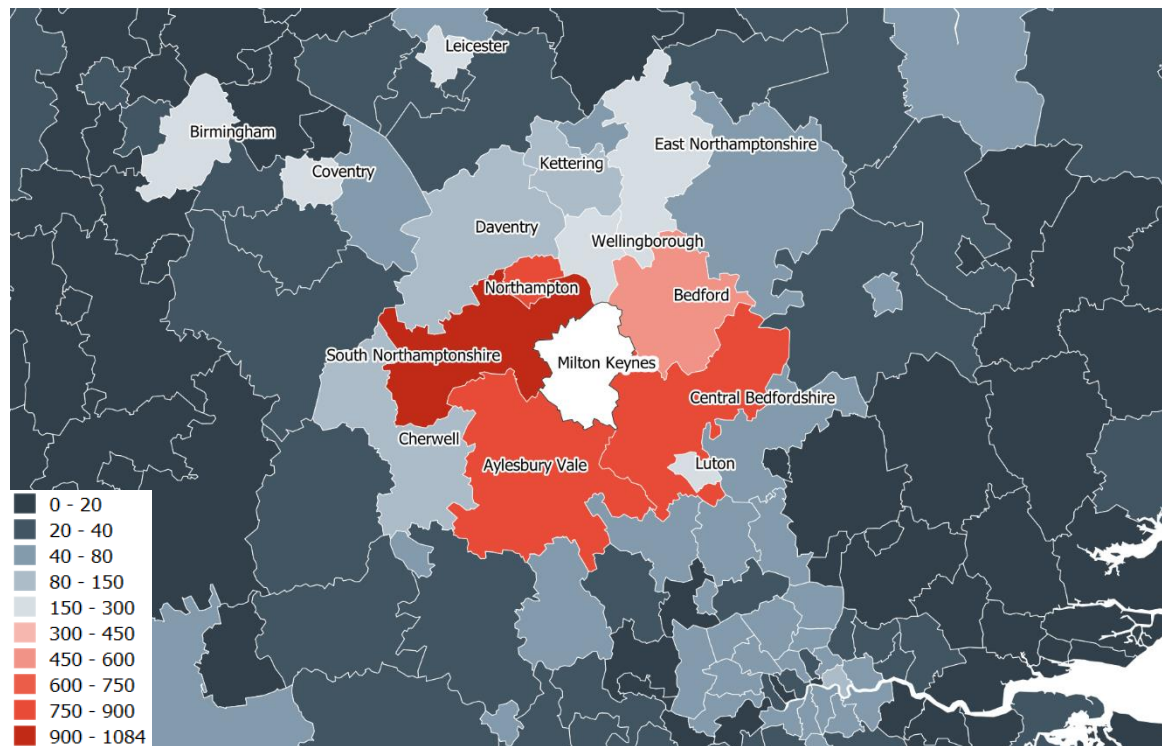 Leicester
Birmingham
East Northamptonshire
Kettering
Coventry
Daventry
Wellingborough
Northampton
Bedford
South Northamptonshire
Milton Keynes
Central Bedfordshire
Cherwell
Aylesbury Vale
Luton
0 - 20
20 - 40
40 - 80
80 - 150
150 - 300
300 - 450
450 - 600
600 - 750
750 - 900
900 - 1084